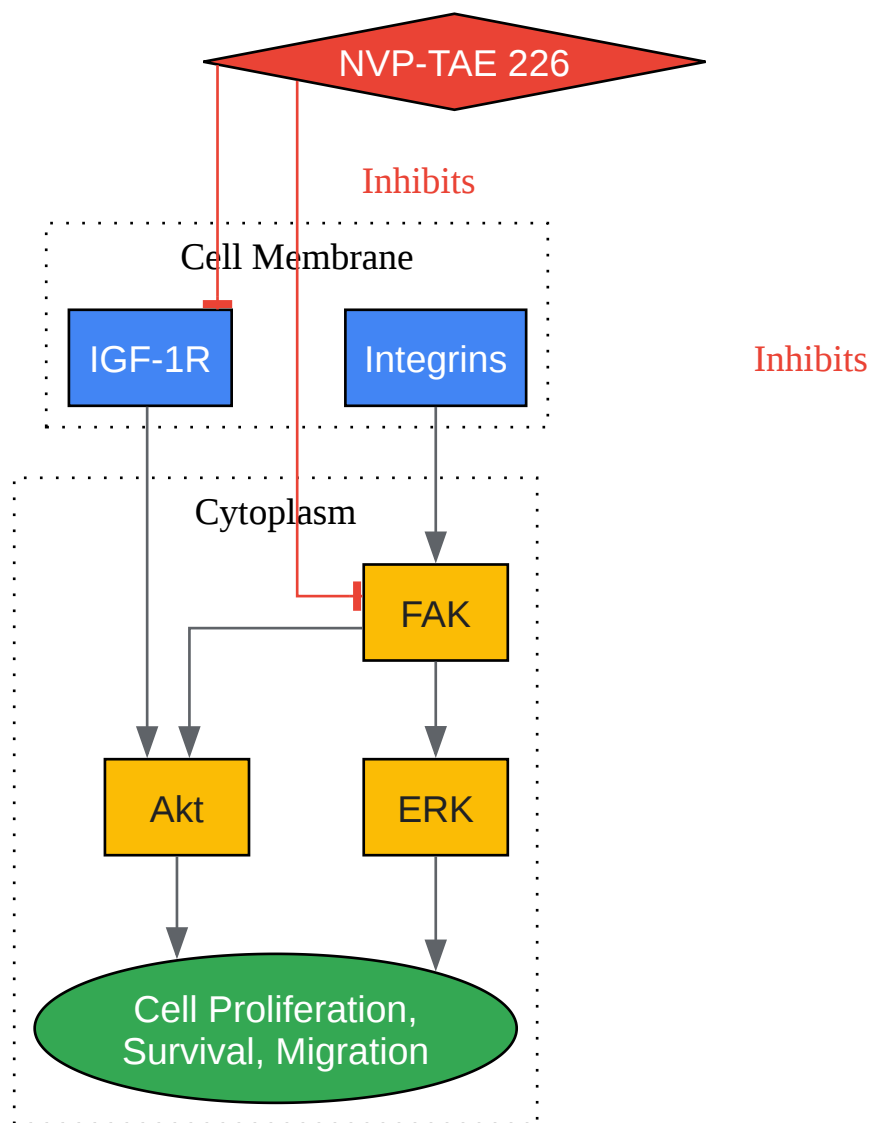 NVP-TAE 226
Inhibits
Cell Membrane
IGF-1R
Integrins
Inhibits
Cytoplasm
FAK
Akt
ERK
Cell Proliferation,
Survival, Migration